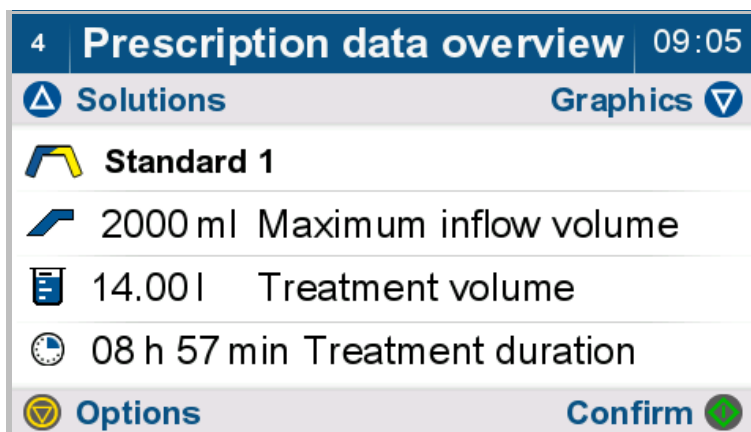 4 Prescription data overview 09:05
Solutions Graphics
Standard 1
2000 ml Maximum inflow volume
14.00 l Treatment volume
08 h 57 min Treatment duration
Options Confirm